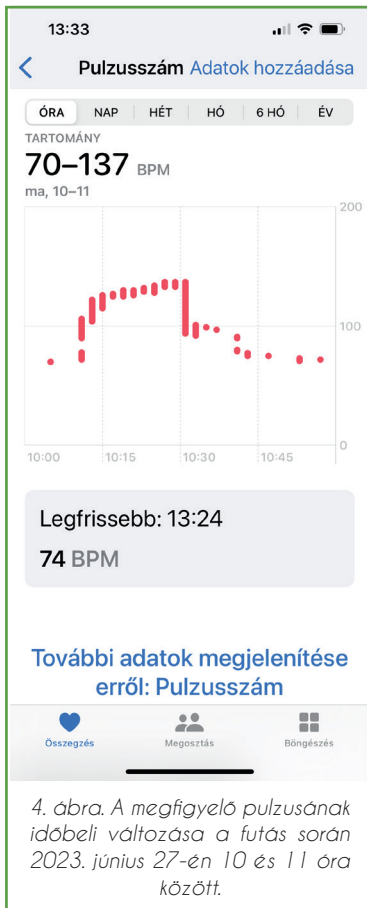 13:33
Pulzusszám Adatok hozzáadása
ÓRA NAP HÉT HÓ 6 HÓ ÉV
TARTOMÁNY
70–137 BPM
ma, 10–11
200
100
0
10:00 10:15 10:30 10:45
Legfrissebb: 13:24
74 BPM
További adatok megjelenítése
erről: Pulzusszám
Összegzés Megosztás Böngészés
4. ábra. A megfigyelő pulzusának
időbeli változása a futás során
2023. június 27-én 10 és 11 óra
között.